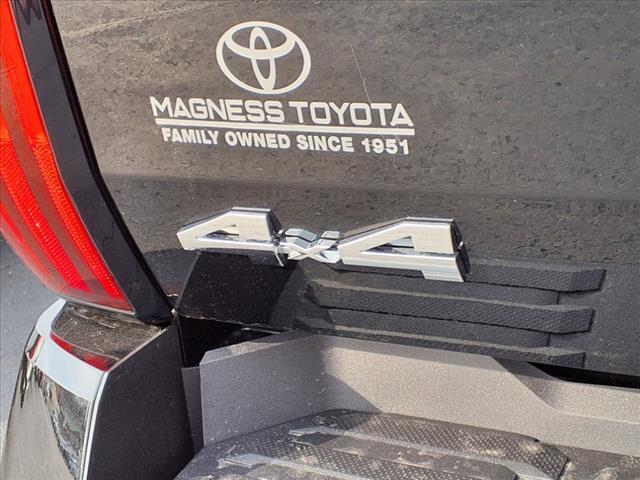 MAGNESS TOYOTA
FAMILY OWNED SINCE 1951
4x4